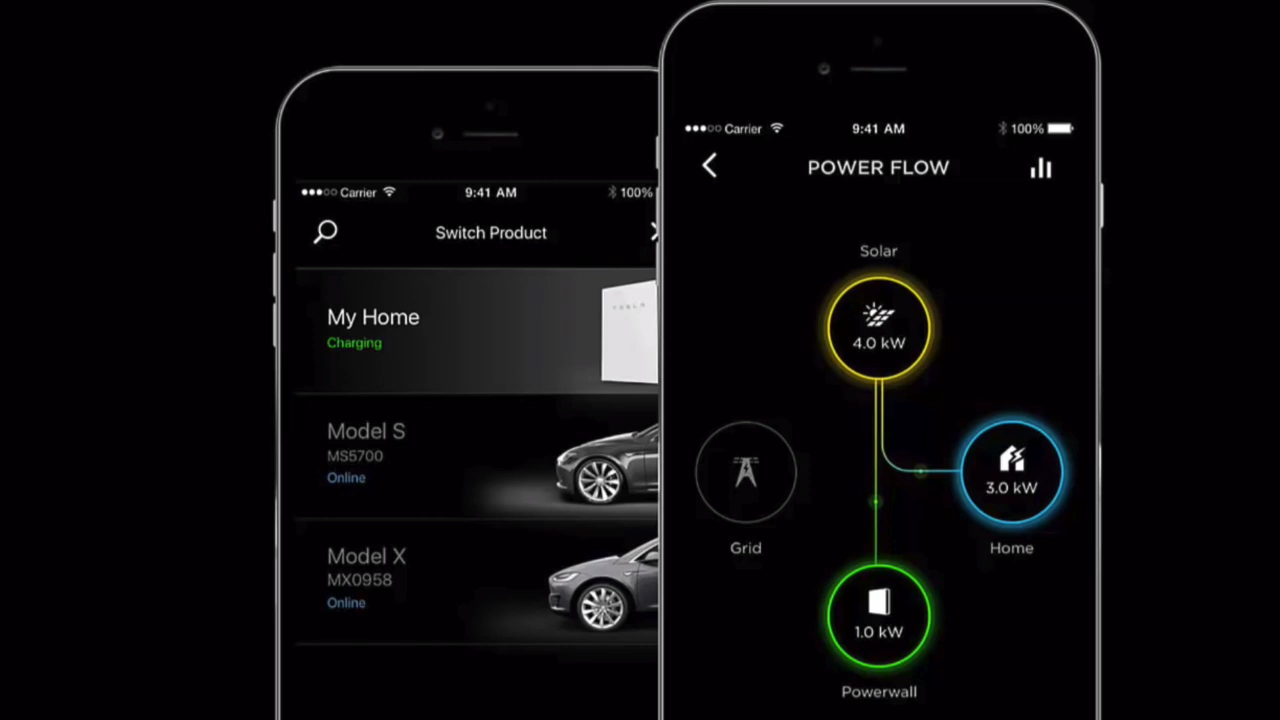 Carrier 9:41 AM 100%
Switch Product
My Home
Charging
TESLA
Model S
MS5700
Online
Model X
MX0958
Online
Carrier 9:41 AM 100%
POWER FLOW
Solar
4.0 kW
3.0 kW
Grid
Home
1.0 kW
Powerwall